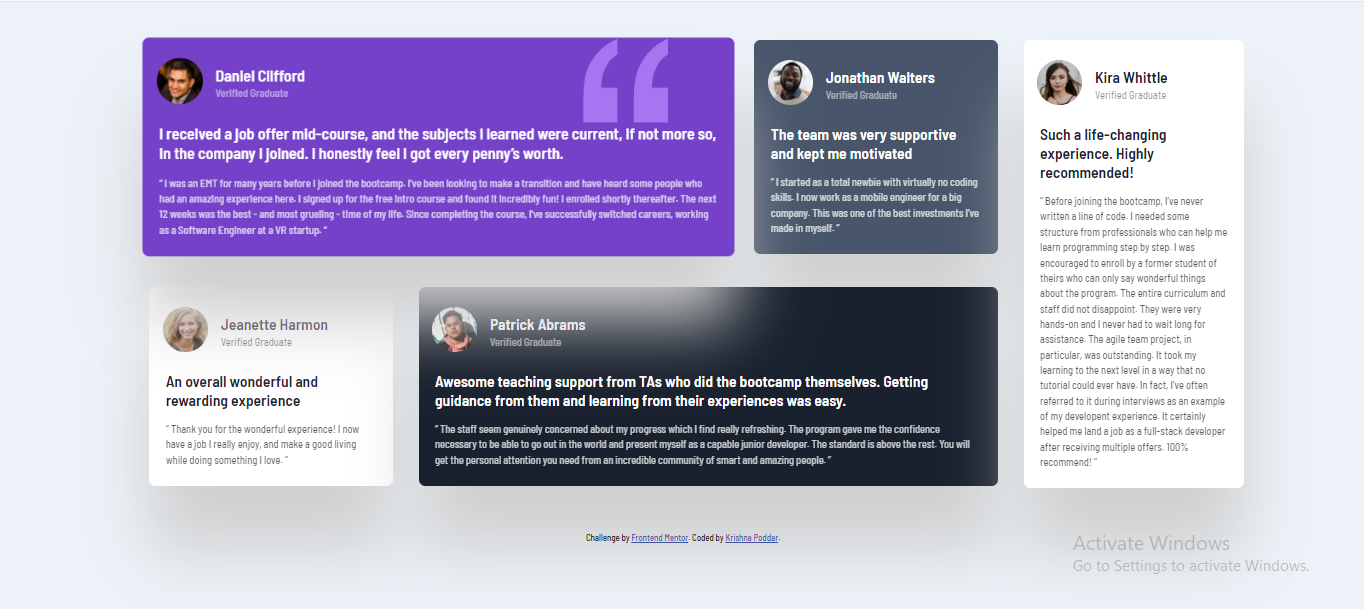 Daniel Clifford
Verified Graduate
I received a job offer mid-course, and the subjects I learned were current, if not more so,
in the company I joined. I honestly feel I got every penny's worth.
“ I was an EMT for many years before I joined the bootcamp. I've been looking to make a transition and have heard some people who
had an amazing experience here. I signed up for the free intro course and found it incredibly fun! I enrolled shortly thereafter. The next
12 weeks was the best - and most grueling - time of my life. Since completing the course, I've successfully switched careers, working
as a Software Engineer at a VR startup. ”
Jonathan Walters
Verified Graduate
The team was very supportive
and kept me motivated
“ I started as a total newbie with virtually no coding
skills. I now work as a mobile engineer for a big
company. This was one of the best investments I've
made in myself. ”
Kira Whittle
Verified Graduate
Such a life-changing
experience. Highly
recommended!
“ Before joining the bootcamp, I've never
written a line of code. I needed some
structure from professionals who can help me
learn programming step by step. I was
encouraged to enroll by a former student of
theirs who can only say wonderful things
about the program. The entire curriculum and
staff did not disappoint. They were very
hands-on and I never had to wait long for
assistance. The agile team project, in
particular, was outstanding. It took my
learning to the next level in a way that no
tutorial could ever have. In fact, I've often
referred to it during interviews as an example
of my developent experience. It certainly
helped me land a job as a full-stack developer
after receiving multiple offers. 100%
recommend! ”
Jeanette Harmon
Verified Graduate
An overall wonderful and
rewarding experience
“ Thank you for the wonderful experience! I now
have a job I really enjoy, and make a good living
while doing something I love. ”
Patrick Abrams
Verified Graduate
Awesome teaching support from TAs who did the bootcamp themselves. Getting
guidance from them and learning from their experiences was easy.
“ The staff seem genuinely concerned about my progress which I find really refreshing. The program gave me the confidence
necessary to be able to go out in the world and present myself as a capable junior developer. The standard is above the rest. You will
get the personal attention you need from an incredible community of smart and amazing people. ”
Challenge by Frontend Mentor. Coded by Krishna Poddar.
Activate Windows
Go to Settings to activate Windows.